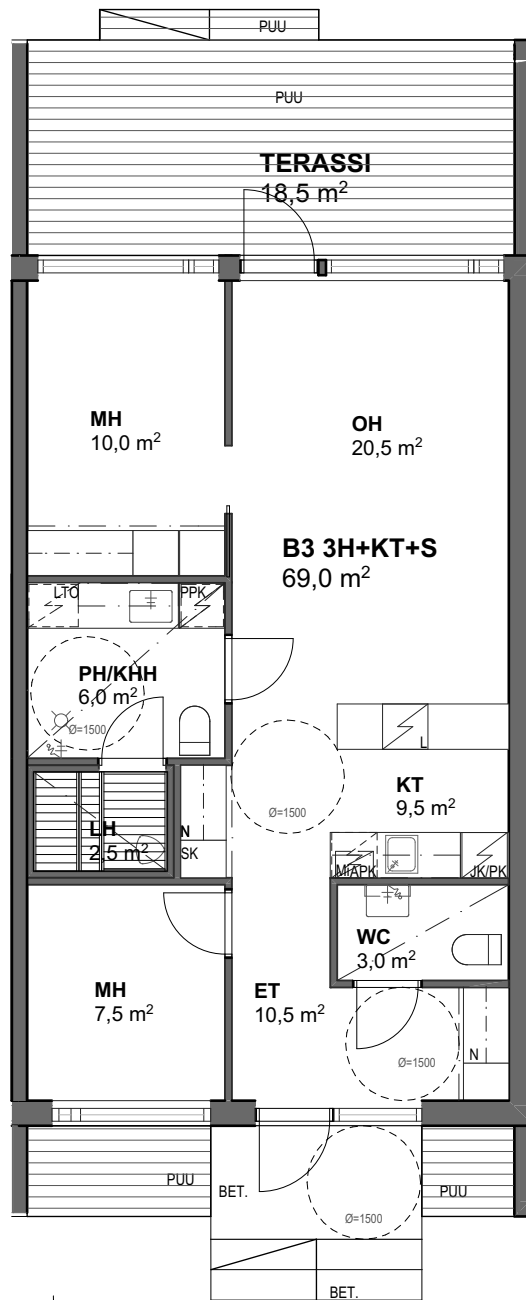 PUU
PUU
TERASSI
18,5 m²
MH
10,0 m²
OH
20,5 m²
B3 3H+KT+S
69,0 m²
LTO
PPK
PH/KHH
6,0 m²
Ø=1500
L
KT
9,5 m²
Ø=1500
LH
2,5 m²
N
SK
MIAPK
JK/PK
WC
3,0 m²
MH
7,5 m²
ET
10,5 m²
N
Ø=1500
PUU
BET.
PUU
Ø=1500
BET.